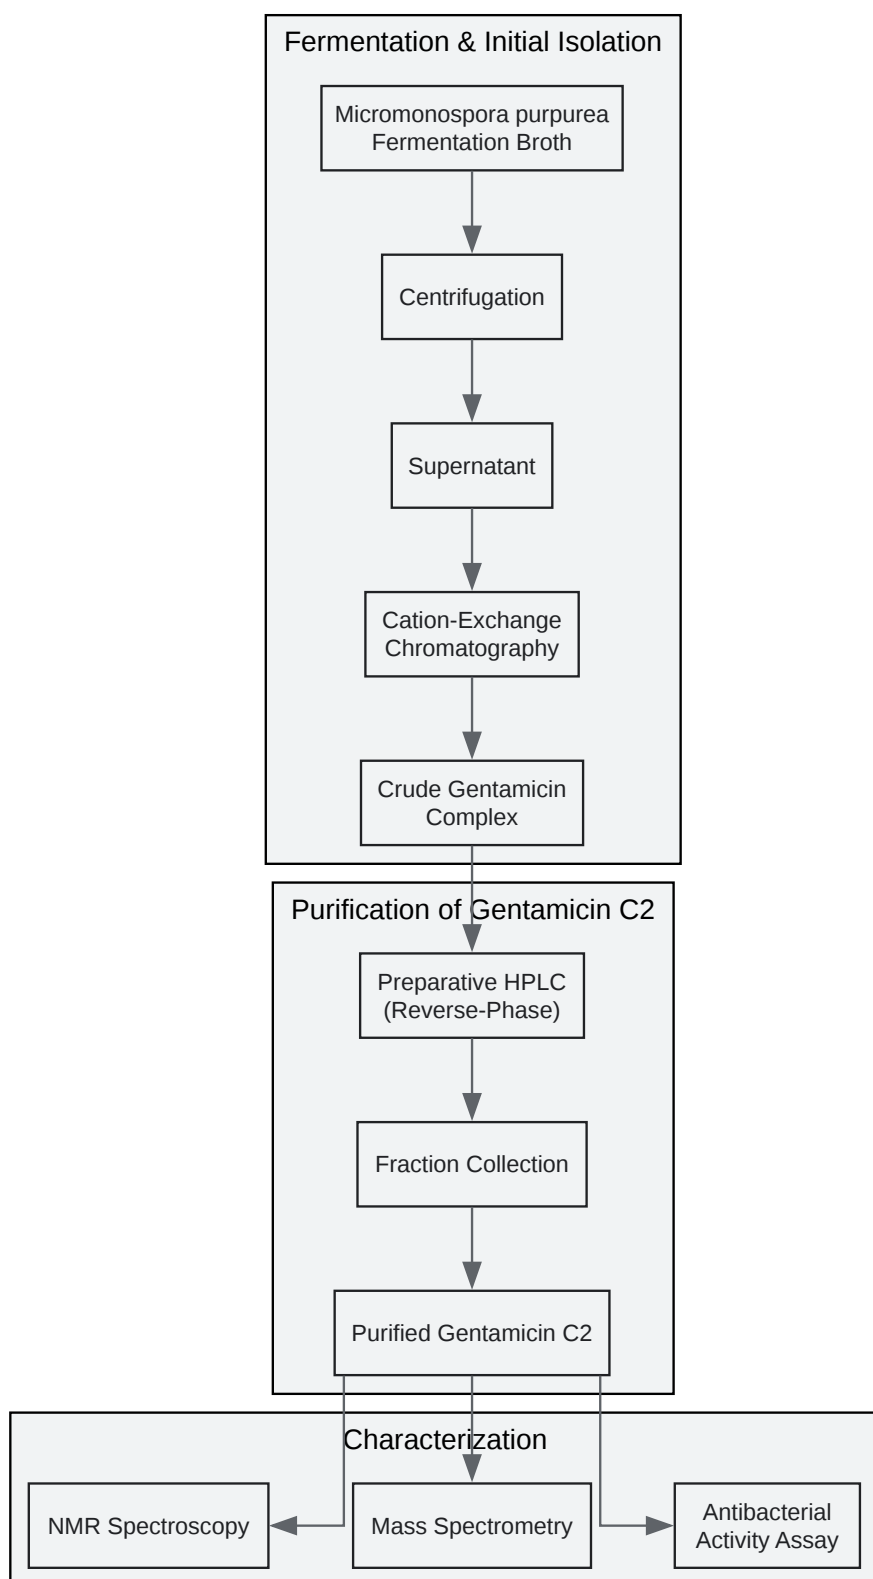 Fermentation & Initial Isolation
Micromonospora purpurea
Fermentation Broth
Centrifugation
Supernatant
Cation-Exchange
Chromatography
Crude Gentamicin
Complex
Purification of Gentamicin C2
Preparative HPLC
(Reverse-Phase)
Fraction Collection
Purified Gentamicin C2
Characterization
NMR Spectroscopy
Mass Spectrometry
Antibacterial
Activity Assay